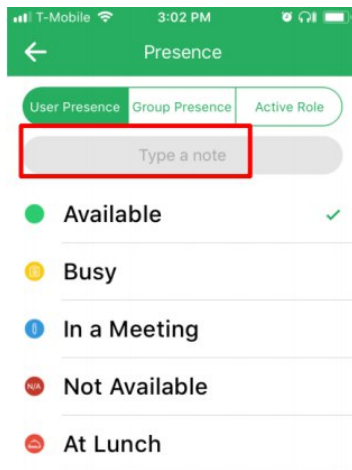 T-Mobile 3:02 PM
Presence
User Presence Group Presence Active Role
Type a note
Available
Busy
In a Meeting
N/A Not Available
At Lunch